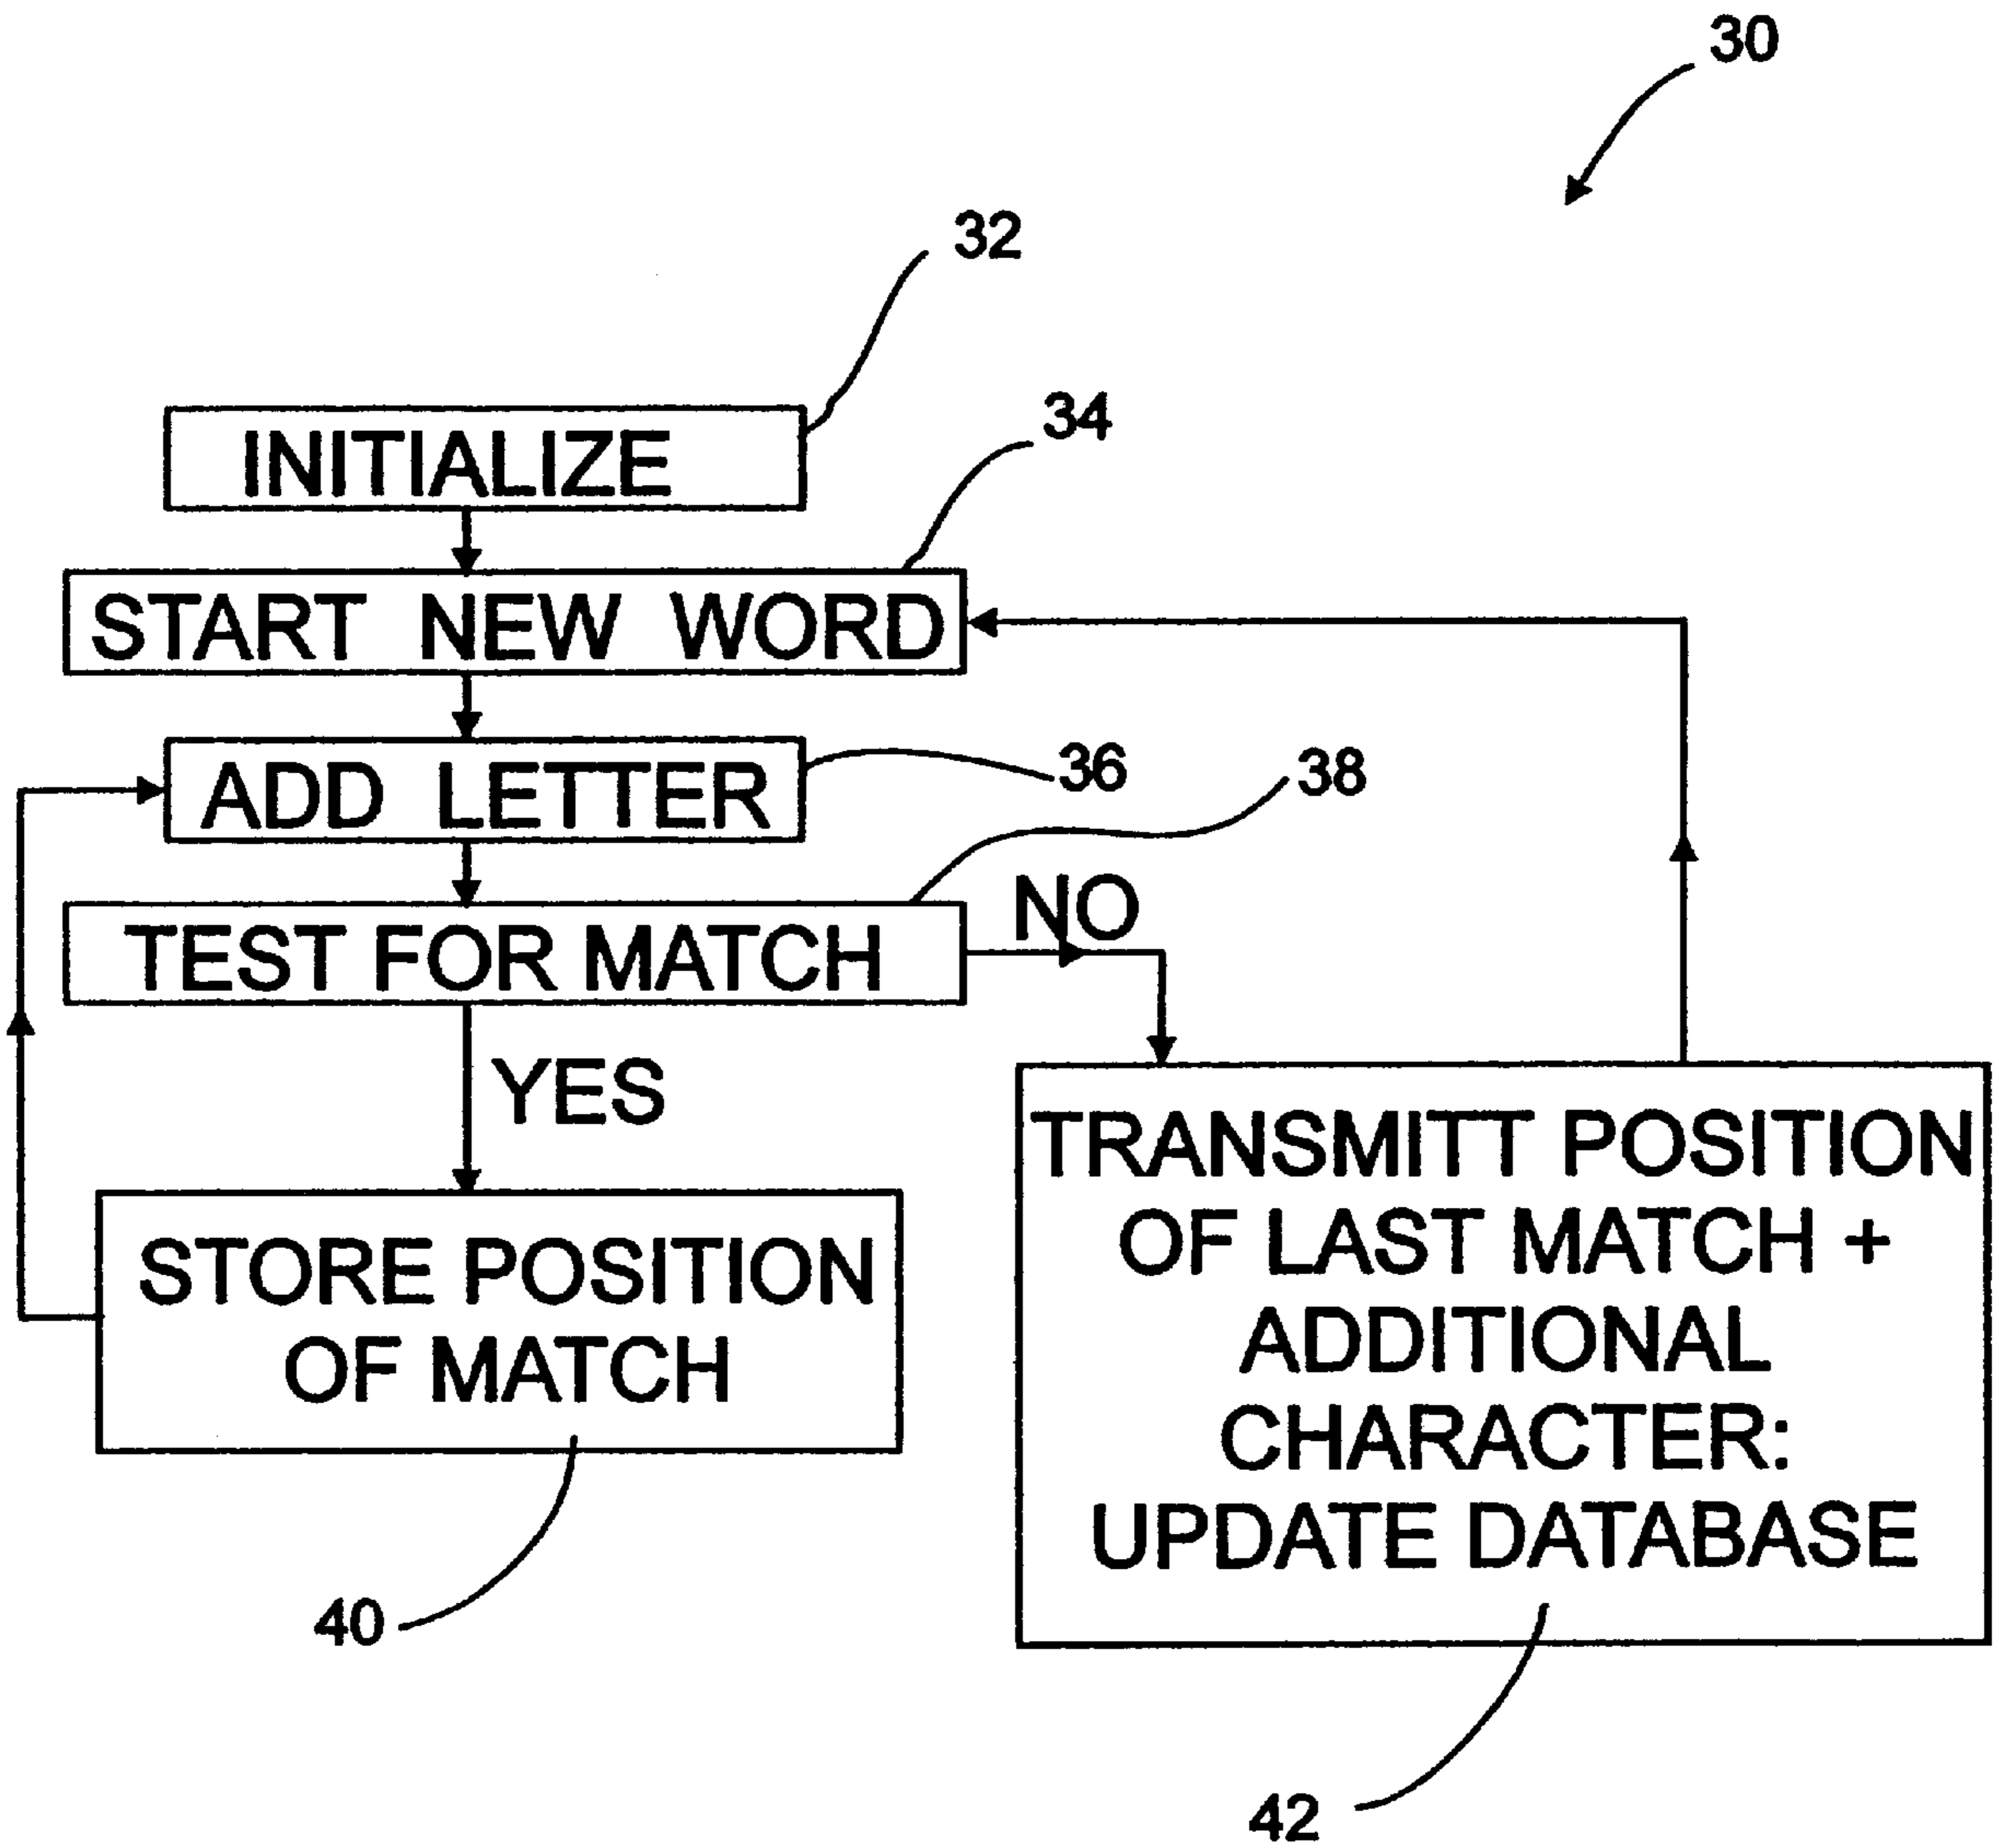 30
32
INITIALIZE
34
START NEW WORD
ADD LETTER
36
38
TEST FOR MATCH
NO
YES
STORE POSITION
OF MATCH
TRANSMITT POSITION
OF LAST MATCH +
ADDITIONAL
CHARACTER:
UPDATE DATABASE
40
42